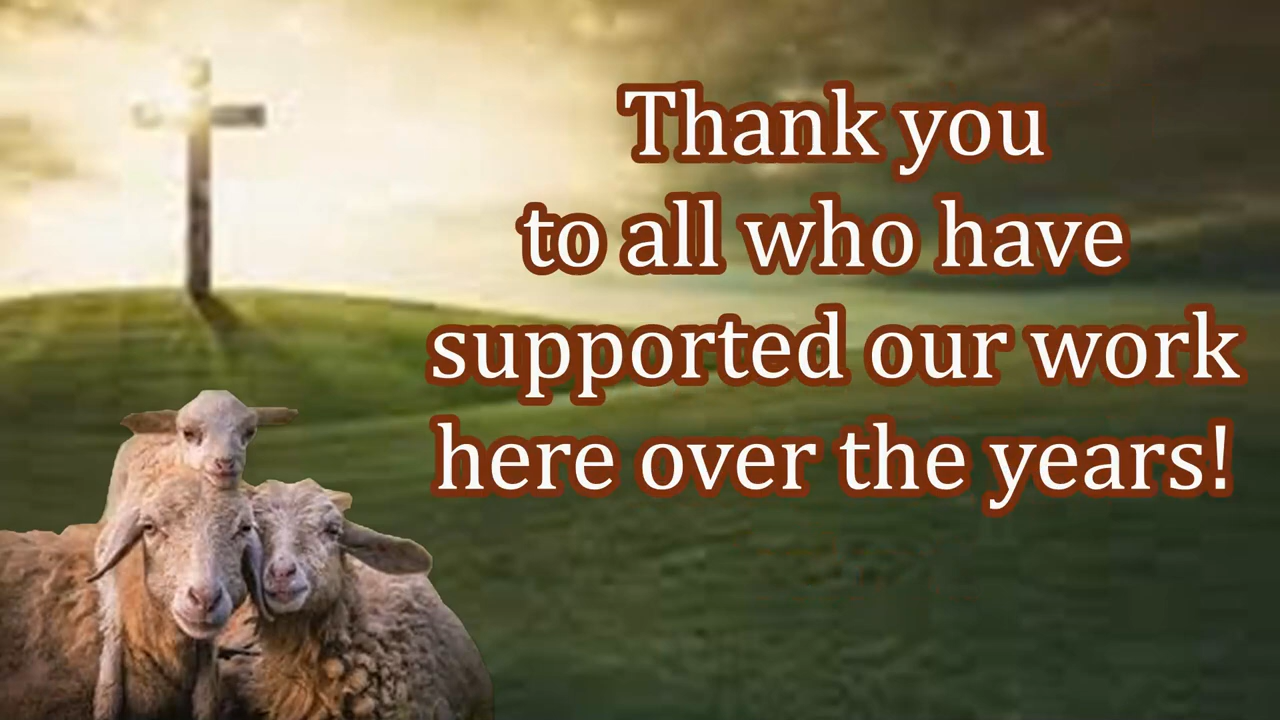 Thank you
to all who have
supported our work
here over the years!